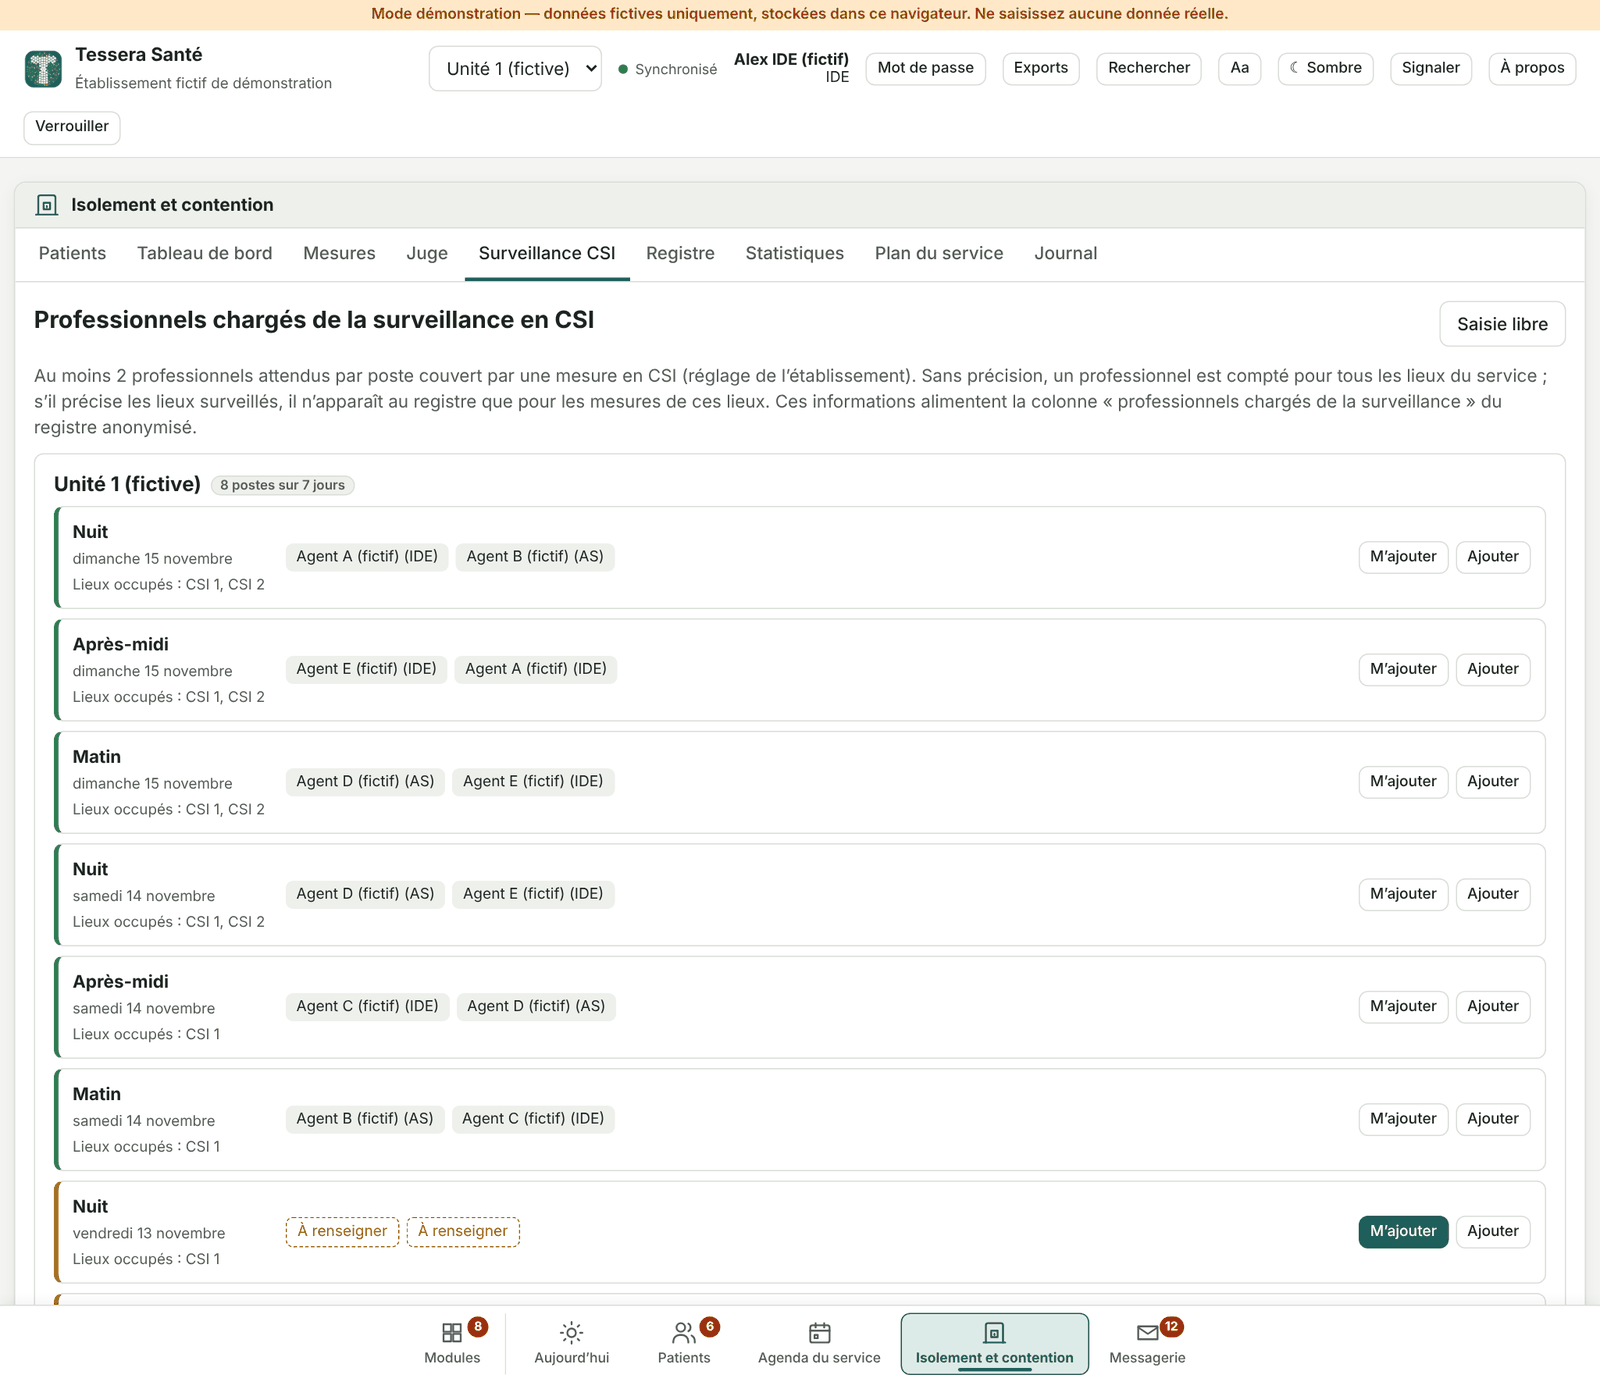 Mode démonstration — données fictives uniquement, stockées dans ce navigateur. Ne saisissez aucune donnée réelle.
Tessera Santé
Établissement fictif de démonstration
Unité 1 (fictive)
Synchronisé
Alex IDE (fictif)
IDE
Mot de passe
Exports
Rechercher
Aa
☾ Sombre
Signaler
À propos
Verrouiller
Isolement et contention
Patients
Tableau de bord
Mesures
Juge
Surveillance CSI
Registre
Statistiques
Plan du service
Journal
Professionnels chargés de la surveillance en CSI
Saisie libre
Au moins 2 professionnels attendus par poste couvert par une mesure en CSI (réglage de l’établissement). Sans précision, un professionnel est compté pour tous les lieux du service ;
s’il précise les lieux surveillés, il n’apparaît au registre que pour les mesures de ces lieux. Ces informations alimentent la colonne « professionnels chargés de la surveillance » du
registre anonymisé.
Unité 1 (fictive)
8 postes sur 7 jours
Nuit
dimanche 15 novembre
Lieux occupés : CSI 1, CSI 2
Agent A (fictif) (IDE)
Agent B (fictif) (AS)
M’ajouter
Ajouter
Après-midi
dimanche 15 novembre
Lieux occupés : CSI 1, CSI 2
Agent E (fictif) (IDE)
Agent A (fictif) (IDE)
M’ajouter
Ajouter
Matin
dimanche 15 novembre
Lieux occupés : CSI 1, CSI 2
Agent D (fictif) (AS)
Agent E (fictif) (IDE)
M’ajouter
Ajouter
Nuit
samedi 14 novembre
Lieux occupés : CSI 1, CSI 2
Agent D (fictif) (AS)
Agent E (fictif) (IDE)
M’ajouter
Ajouter
Après-midi
samedi 14 novembre
Lieux occupés : CSI 1
Agent C (fictif) (IDE)
Agent D (fictif) (AS)
M’ajouter
Ajouter
Matin
samedi 14 novembre
Lieux occupés : CSI 1
Agent B (fictif) (AS)
Agent C (fictif) (IDE)
M’ajouter
Ajouter
Nuit
vendredi 13 novembre
Lieux occupés : CSI 1
À renseigner
À renseigner
M’ajouter
Ajouter
8
Modules
Aujourd’hui
6
Patients
Agenda du service
Isolement et contention
12
Messagerie